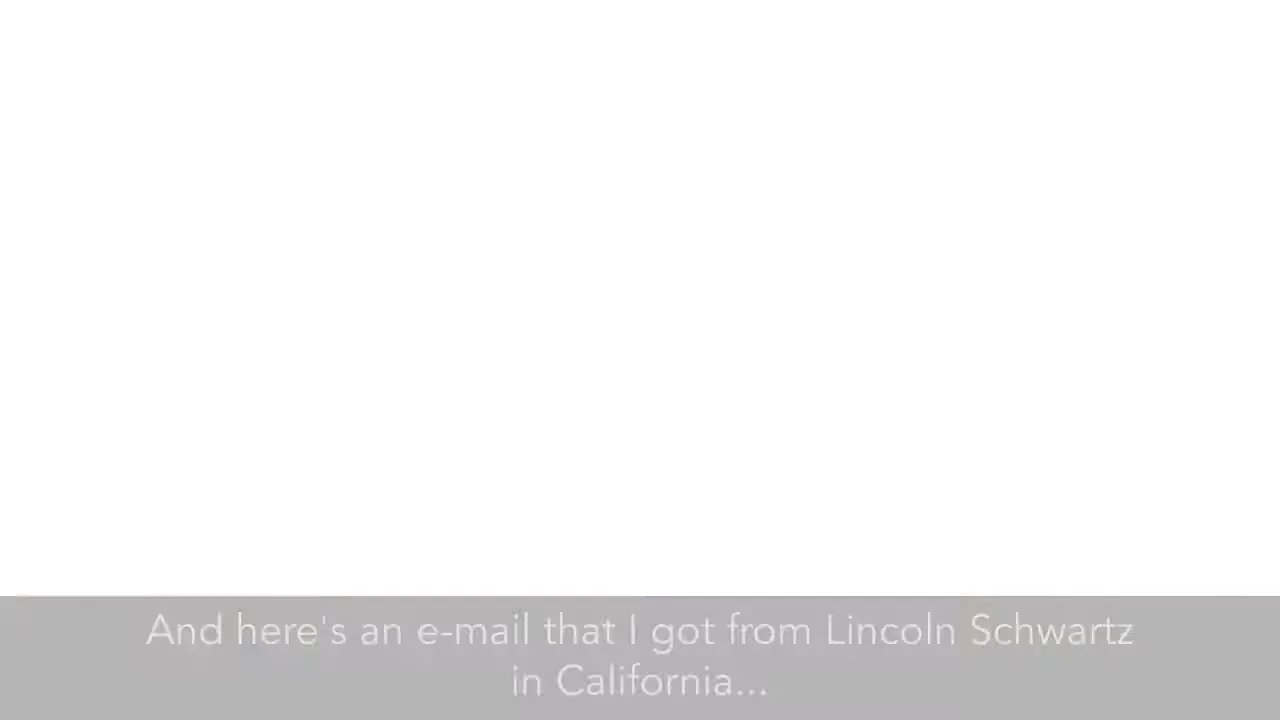 And here's an e-mail that I got from Lincoln Schwartz
in California...